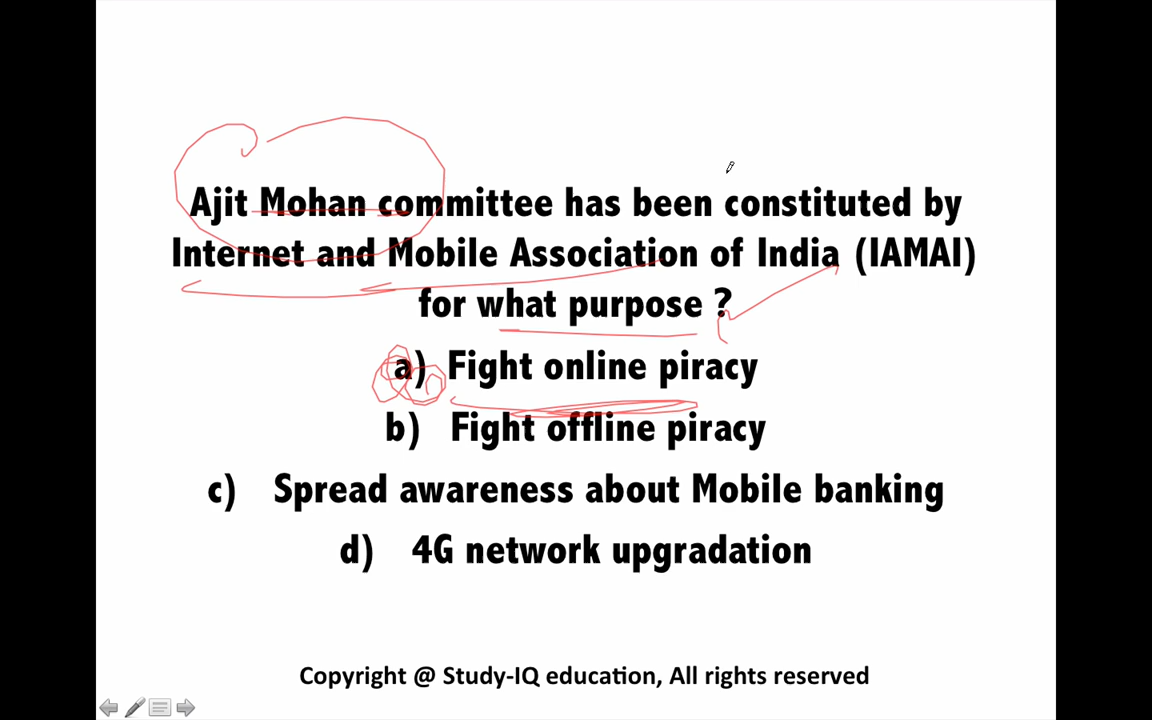 Ajit Mohan committee has been constituted by
Internet and Mobile Association of India (IAMAI)
for what purpose ?
a) Fight online piracy
b) Fight offline piracy
c) Spread awareness about Mobile banking
d) 4G network upgradation
Copyright @ Study-IQ education, All rights reserved